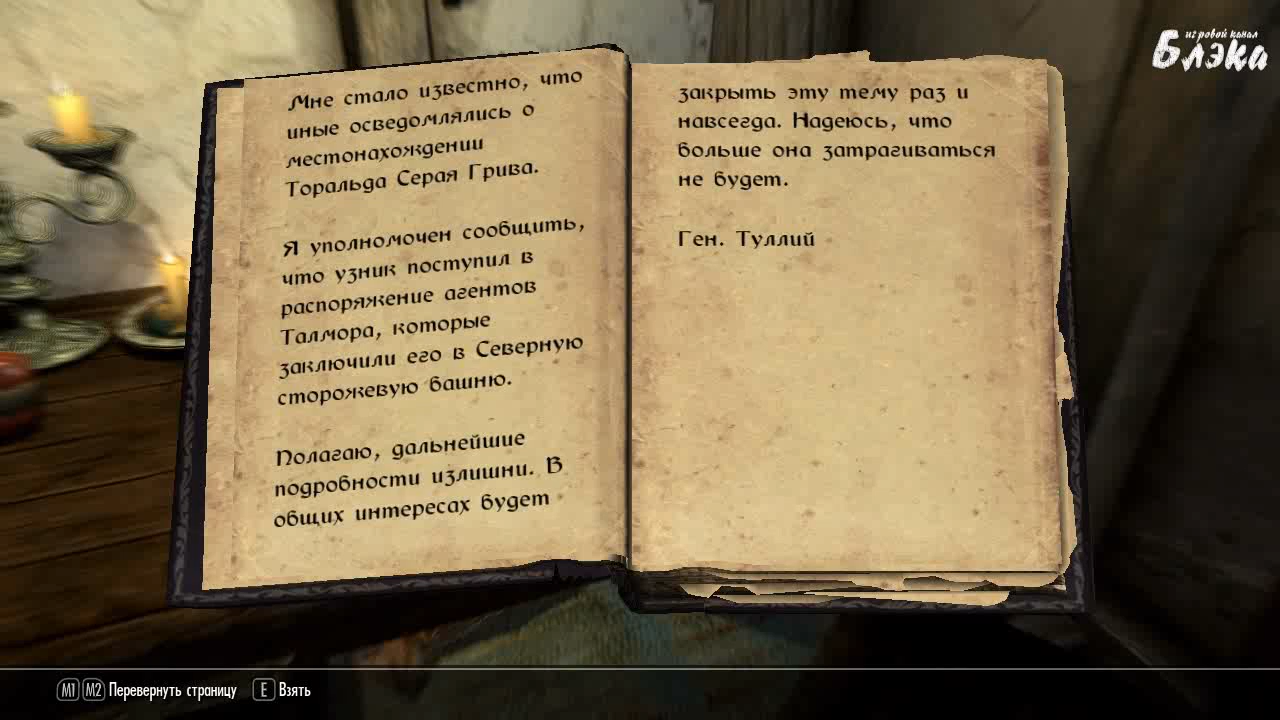 Мне стало известно, что
иные осведомлялись о
местонахождении
Торальда Серая Грива.
Я уполномочен сообщить,
что узник поступил в
распоряжение агентов
Талмора, которые
заключили его в Северную
сторожевую башню.
Полагаю, дальнейшие
подробности излишни. В
общих интересах будет
закрыть эту тему раз и
навсегда. Надеюсь, что
больше она затрагиваться
не будет.
Ген. Туллий
игровой канал
Блэка
M1 M2 Перевернуть страницу E Взять